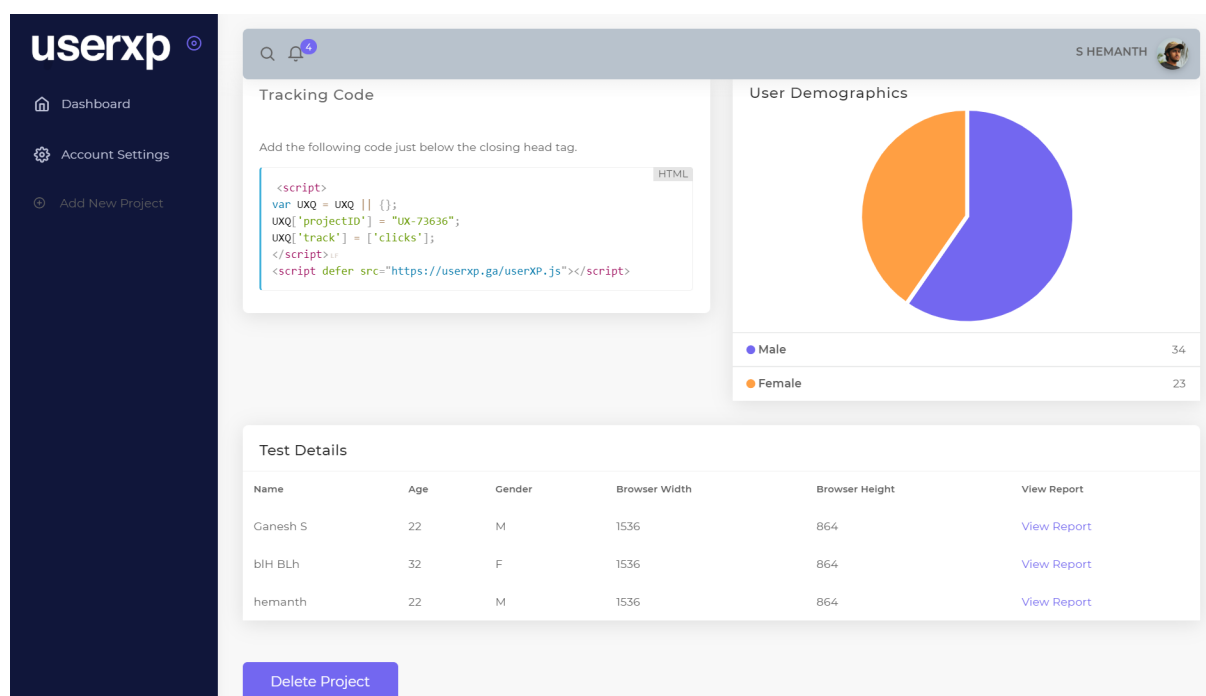 userxp
Dashboard
Account Settings
Add New Project
4
S HEMANTH
Tracking Code
Add the following code just below the closing head tag.
HTML
<script>
var UXQ = UXQ || {};
UXQ['projectID'] = "UX-73636";
UXQ['track'] = ['clicks'];
</script>
<script defer src="https://userxp.ga/userXP.js"></script>
User Demographics
Male 34
Female 23
Test Details
Name Age Gender Browser Width Browser Height View Report
Ganesh S 22 M 1536 864 View Report
blH BLh 32 F 1536 864 View Report
hemanth 22 M 1536 864 View Report
Delete Project